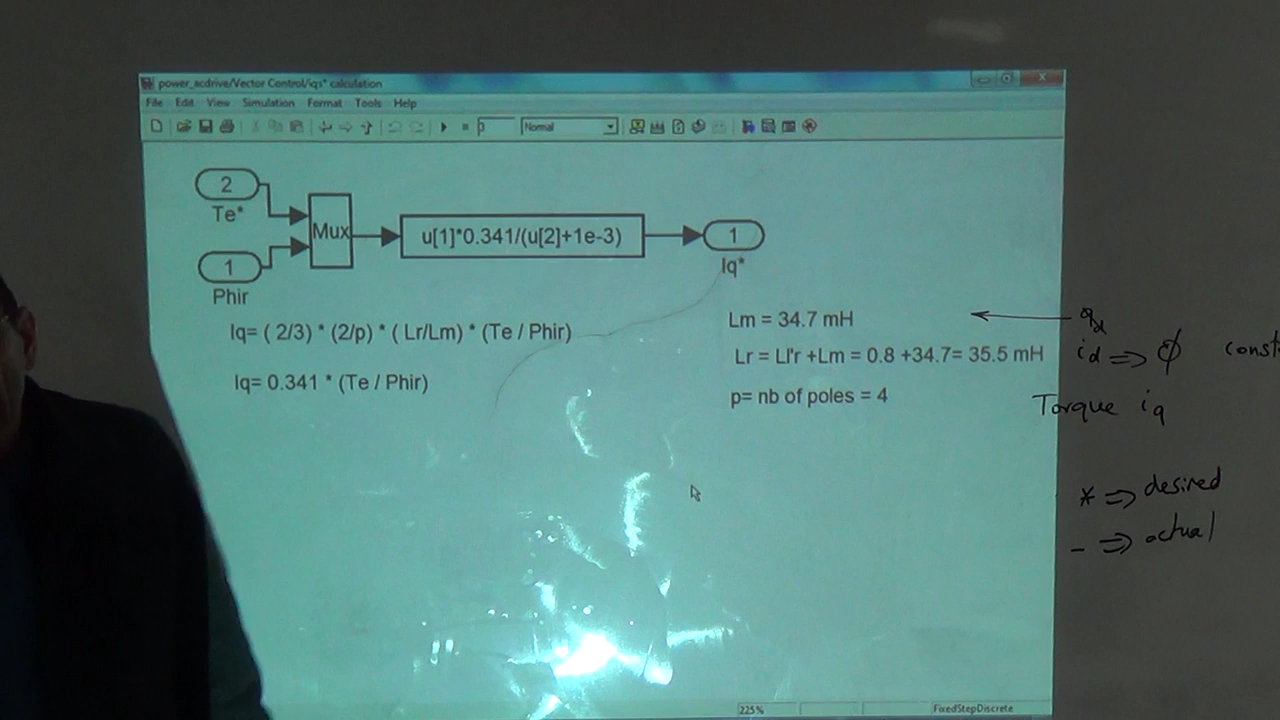 power_acdrive/Vector Control/iqs* calculation
File Edit View Simulation Format Tools Help
Normal
2
Te*
1
Phir
Mux
u[1]*0.341/(u[2]+1e-3)
1
Iq*
Iq= ( 2/3) * (2/p) * ( Lr/Lm) * (Te / Phir)
Iq= 0.341 * (Te / Phir)
Lm = 34.7 mH
Lr = Ll'r +Lm = 0.8 +34.7= 35.5 mH
p= nb of poles = 4
id ⇒ ϕ
Torque iq
* ⇒ desired
- ⇒ actual
225%
FixedStepDiscrete